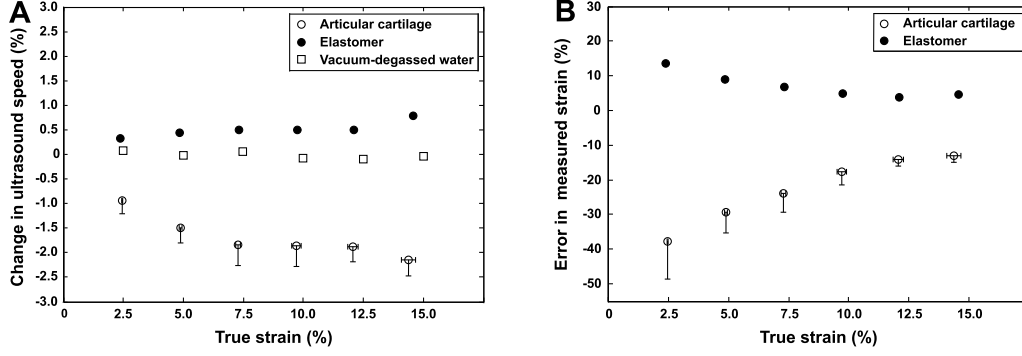 A
Change in ultrasound speed (%)
3.0
2.5
2.0
1.5
1.0
0.5
0
-0.5
-1.0
-1.5
-2.0
-2.5
-3.0
Articular cartilage
Elastomer
Vacuum-degassed water
0 2.5 5.0 7.5 10.0 12.5 15.0
True strain (%)
B
Error in measured strain (%)
30
20
10
0
-10
-20
-30
-40
-50
Articular cartilage
Elastomer
0 2.5 5.0 7.5 10.0 12.5 15.0
True strain (%)